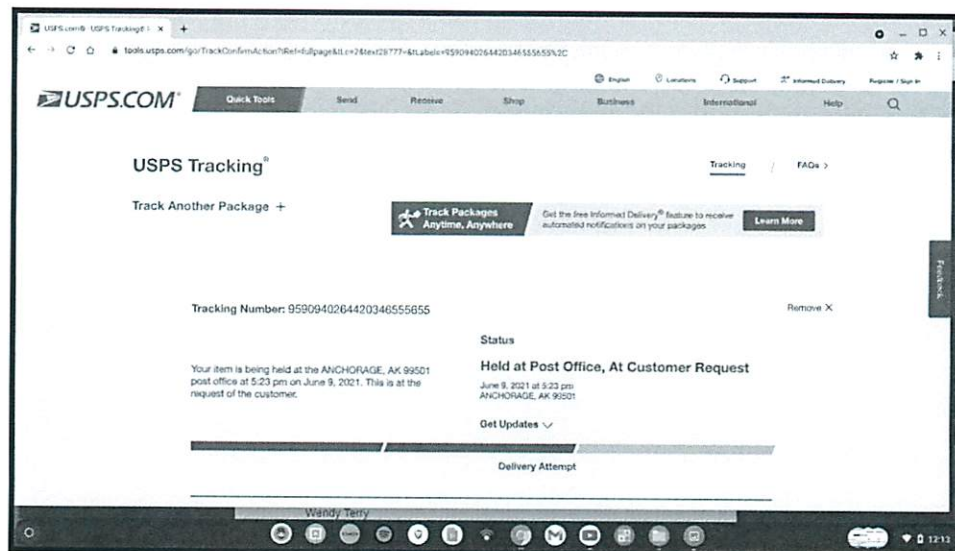 USPS.com® USPS Tracking®
tools.usps.com/go/TrackConfirmAction?tRef=fullpage&tLc=2&text28777=&tLabels=9590940264420346555655%2C
English Locations Support Informed Delivery Register / Sign In
USPS.COM® Quick Tools Send Receive Shop Business International Help
USPS Tracking®
Tracking FAQs >
Track Another Package +
Track Packages
Anytime, Anywhere
Get the free Informed Delivery® feature to receive
automated notifications on your packages
Learn More
Feedback
Tracking Number: 9590940264420346555655
Remove X
Your item is being held at the ANCHORAGE, AK 99501
post office at 5:23 pm on June 9, 2021. This is at the
request of the customer.
Status
Held at Post Office, At Customer Request
June 9, 2021 at 5:23 pm
ANCHORAGE, AK 99501
Get Updates
Delivery Attempt
Wendy Terry
12:13